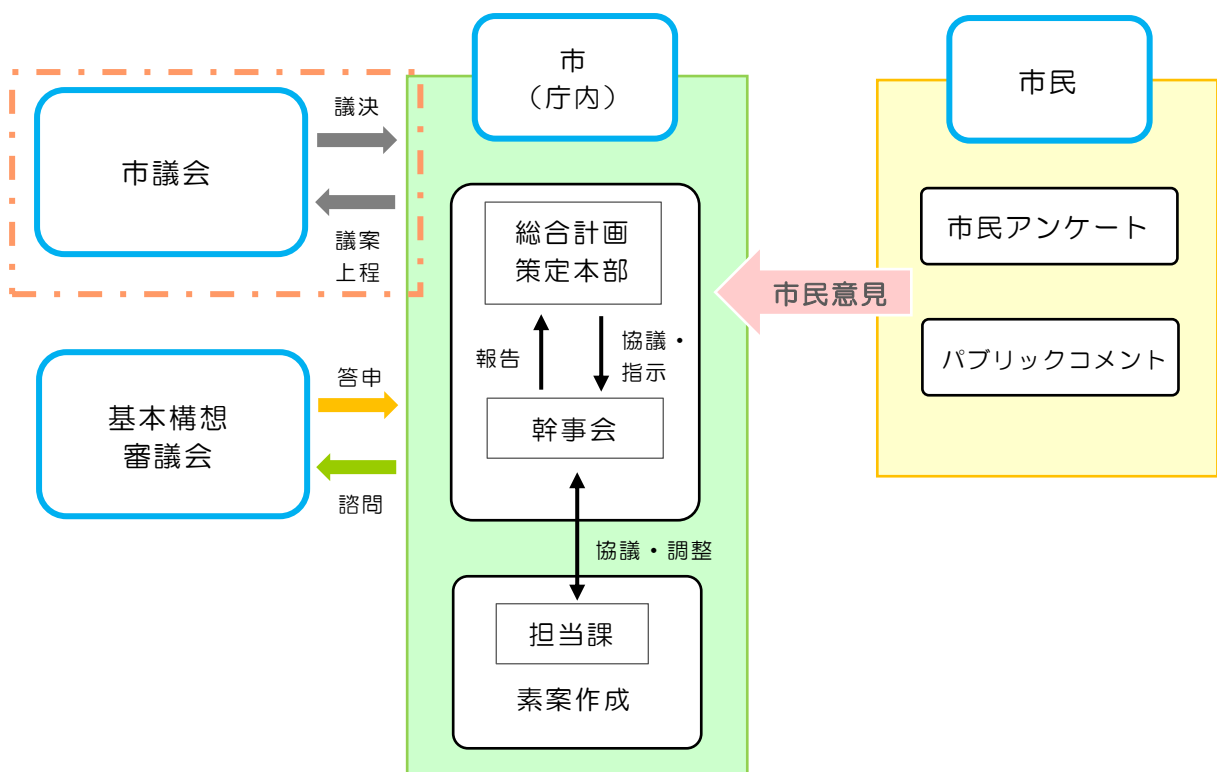 市
（庁内）
市民
議決
市議会
議案
上程
総合計画
策定本部
報告
協議・
指示
幹事会
市民アンケート
市民意見
パブリックコメント
答申
基本構想
審議会
諮問
協議・調整
担当課
素案作成